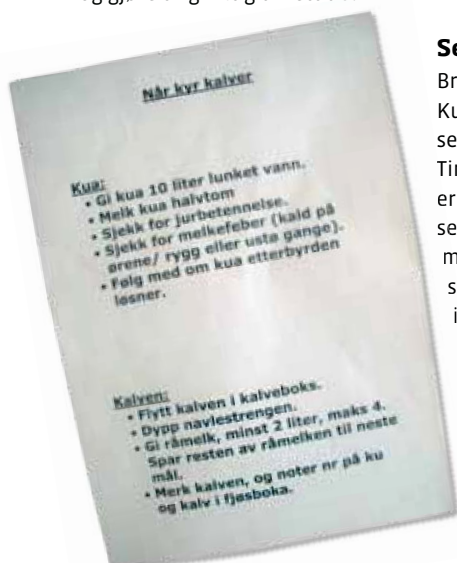 Når kyr kalver
Kua:
• Gi kua 10 liter lunket vann.
• Melk kua halvtom
• Sjekk for jurbetennelse.
• Sjekk for melkefeber (kald på
ørene/ rygg eller ustø gange).
• Følg med om kua etterbyrden
løsner.
Kalven:
• Flytt kalven i kalveboks.
• Dypp navlestrengen.
• Gi råmelk, minst 2 liter, maks 4.
Spar resten av råmelken til neste
mål.
• Merk kalven, og noter nr på ku
og kalv i fjøsboka.
Se
Br
Ku
se
Tir
er
se
m
s
i